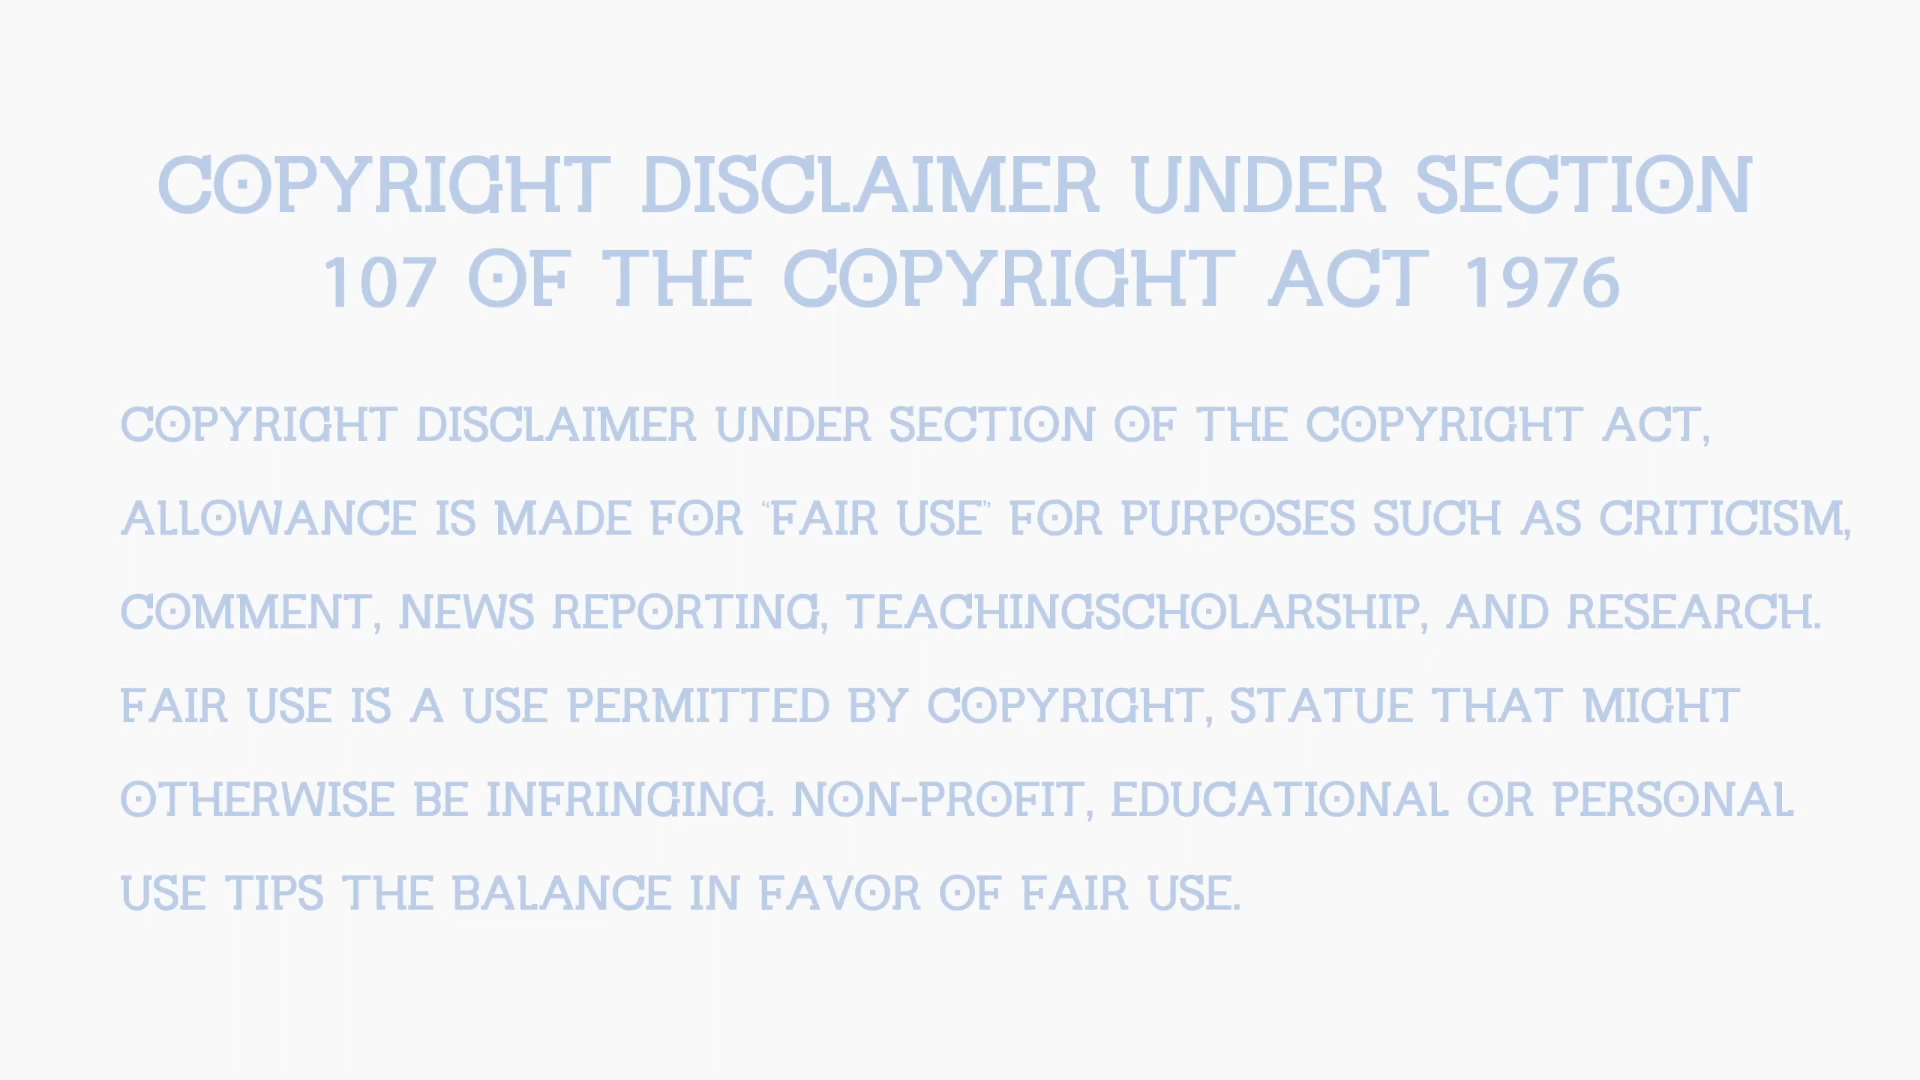 COPYRIGHT DISCLAIMER UNDER SECTION
107 OF THE COPYRIGHT ACT 1976
COPYRIGHT DISCLAIMER UNDER SECTION OF THE COPYRIGHT ACT,
ALLOWANCE IS MADE FOR “FAIR USE” FOR PURPOSES SUCH AS CRITICISM,
COMMENT, NEWS REPORTING, TEACHINGSCHOLARSHIP, AND RESEARCH.
FAIR USE IS A USE PERMITTED BY COPYRIGHT, STATUE THAT MIGHT
OTHERWISE BE INFRINGING. NON-PROFIT, EDUCATIONAL OR PERSONAL
USE TIPS THE BALANCE IN FAVOR OF FAIR USE.